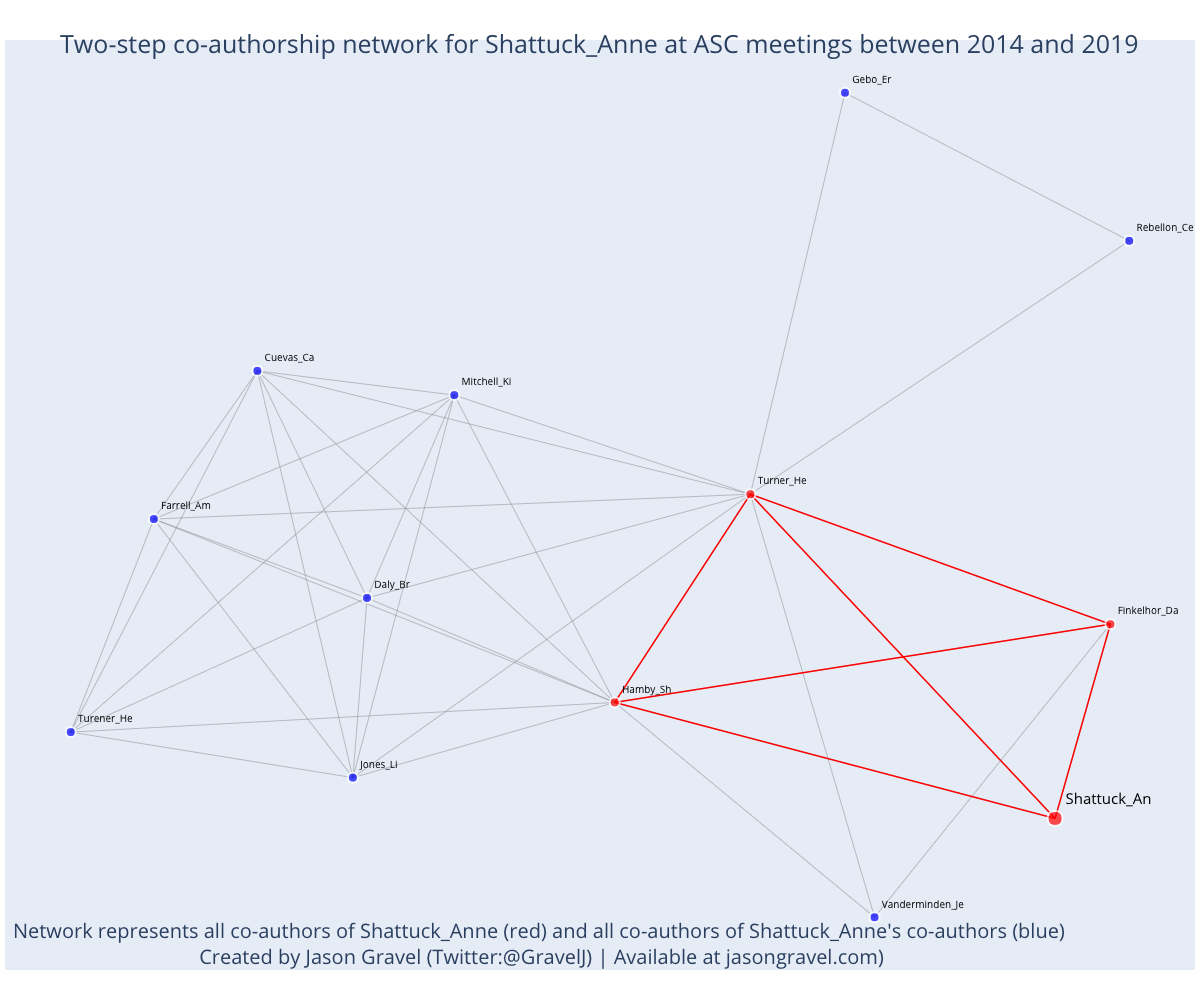 Two-step co-authorship network for Shattuck_Anne at ASC meetings between 2014 and 2019
Gebo_Er
Rebellon_Ce
Cuevas_Ca
Mitchell_Ki
Turner_He
Farrell_Am
Daly_Br
Finkelhor_Da
Hamby_Sh
Turener_He
Jones_Li
Shattuck_An
Vanderminden_Je
Network represents all co-authors of Shattuck_Anne (red) and all co-authors of Shattuck_Anne's co-authors (blue)
Created by Jason Gravel (Twitter:@GravelJ) | Available at jasongravel.com)